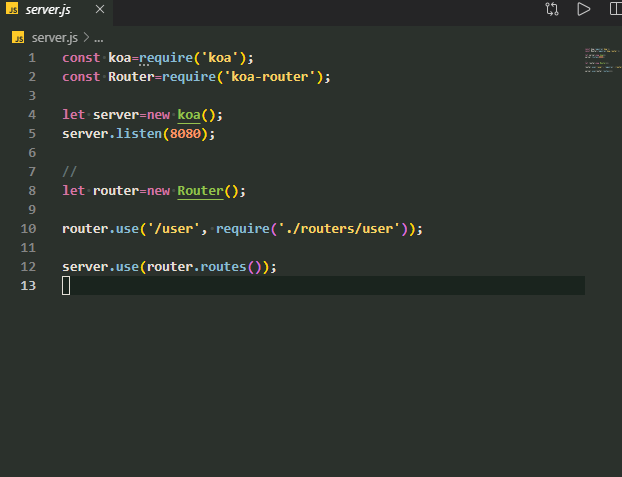 JS server.js ×
JS server.js > ...
1 const koa=require('koa');
2 const Router=require('koa-router');
3
4 let server=new koa();
5 server.listen(8080);
6
7 //
8 let router=new Router();
9
10 router.use('/user', require('./routers/user'));
11
12 server.use(router.routes());
13